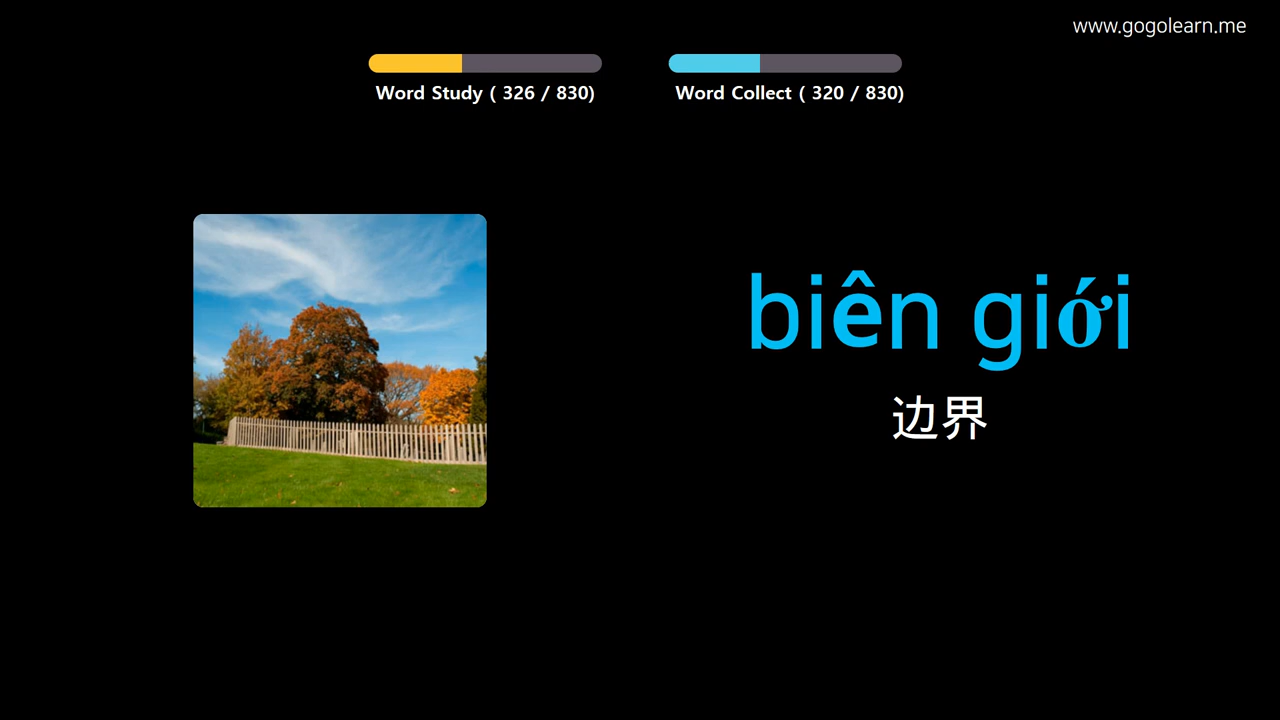 www.gogolearn.me
Word Study ( 326 / 830)
Word Collect ( 320 / 830)
biên giới
边界